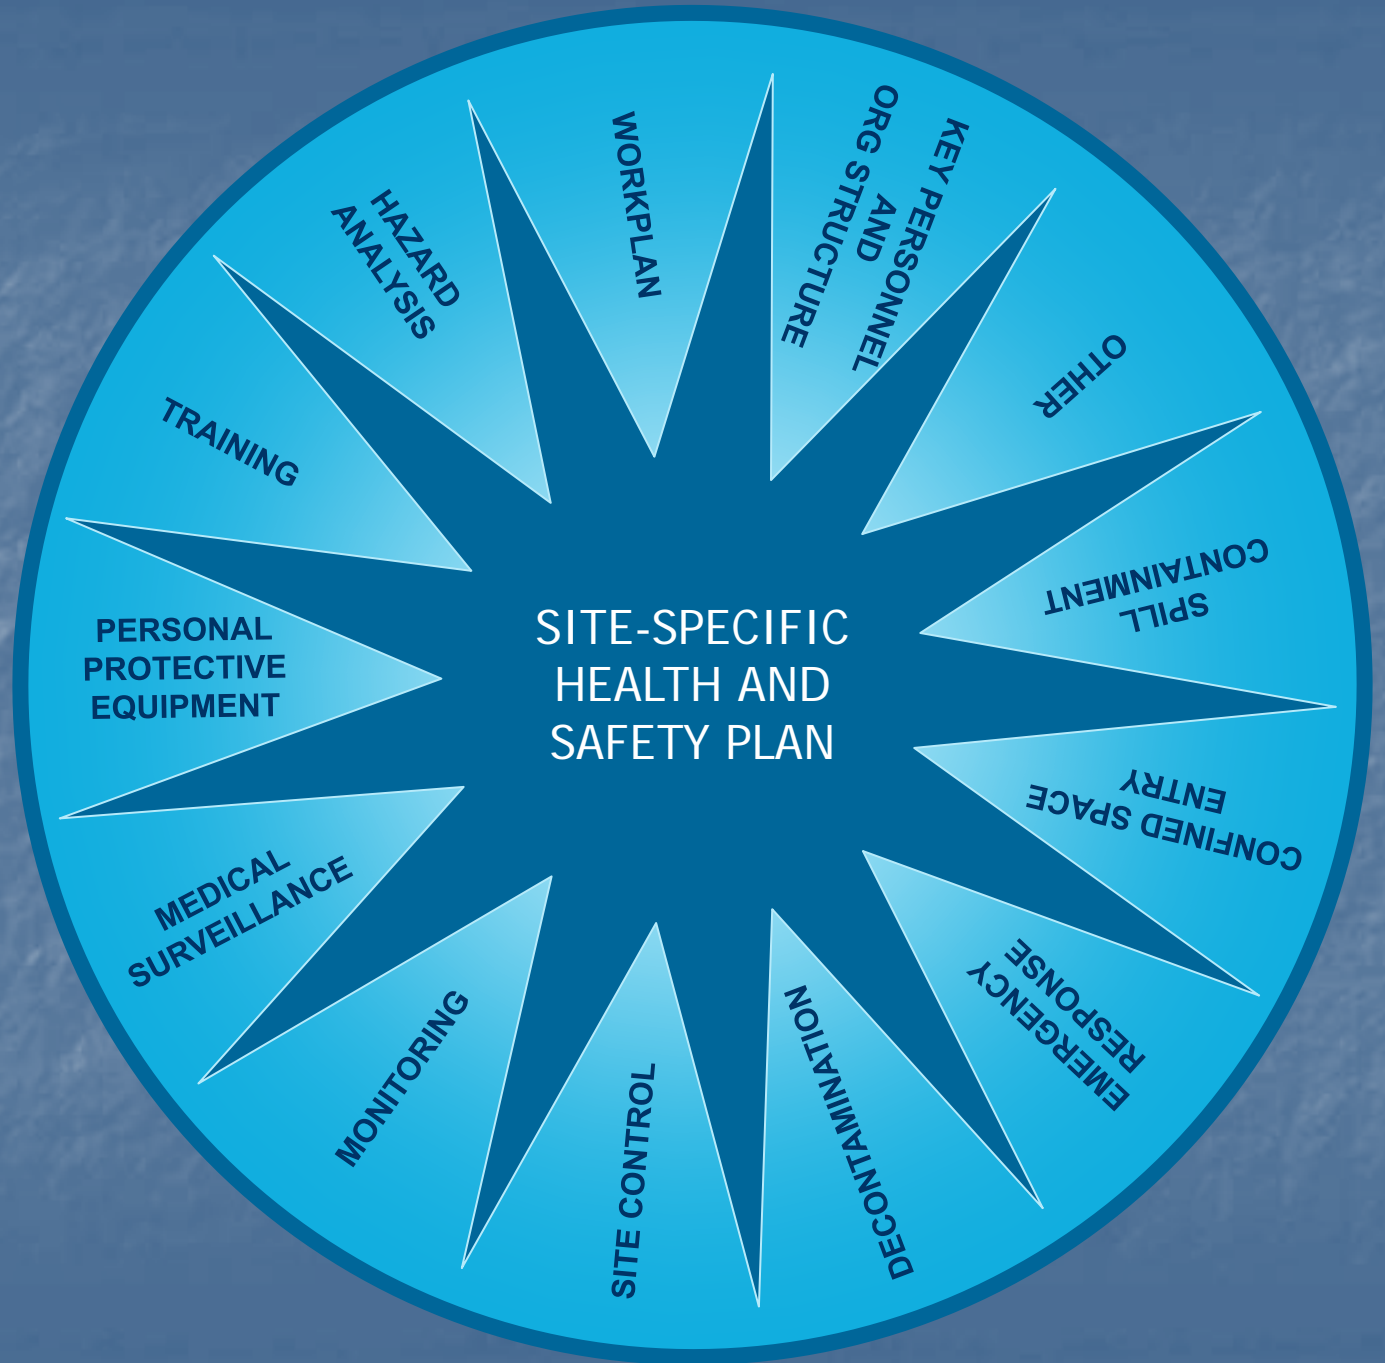 SITE-SPECIFIC
HEALTH AND
SAFETY PLAN
KEY PERSONNEL
AND
ORG STRUCTURE
WORKPLAN
HAZARD
ANALYSIS
TRAINING
PERSONAL
PROTECTIVE
EQUIPMENT
MEDICAL
SURVEILLANCE
MONITORING
SITE CONTROL
DECONTAMINATION
EMERGENCY
RESPONSE
CONFINED SPACE
ENTRY
SPILL
CONTAINMENT
OTHER